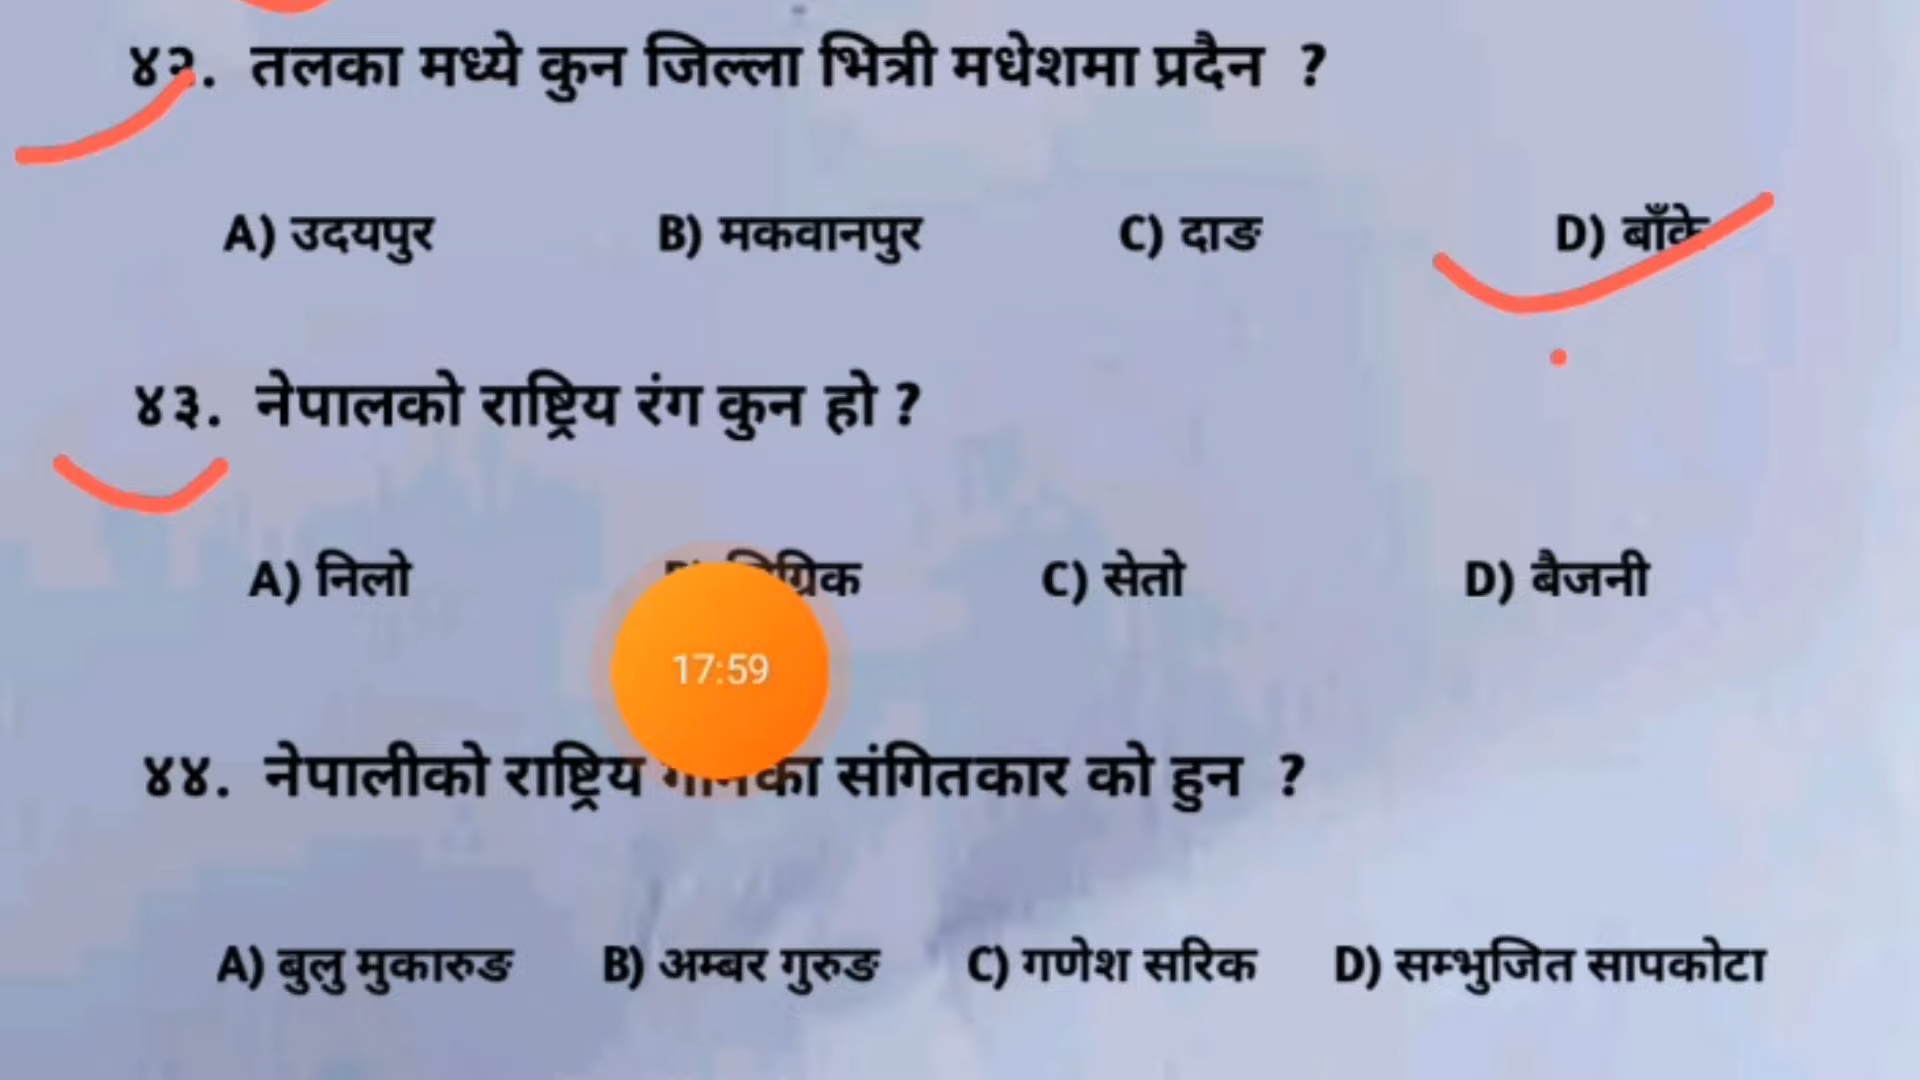 ४२. तलका मध्ये कुन जिल्ला भित्री मधेशमा प्रदैन ?
A) उदयपुर B) मकवानपुर C) दाङ D) बाँके
४३. नेपालको राष्ट्रिय रंग कुन हो ?
A) निलो C) सेतो D) बैजनी
17:59
४४. नेपालीको राष्ट्रिय संगितकार को हुन ?
A) बुलु मुकारुङ B) अम्बर गुरुङ C) गणेश सरिक D) सम्भुजित सापकोटा